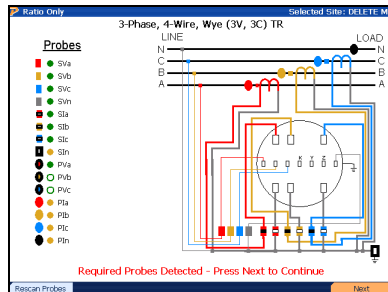 Ratio Only
Selected Site: DELETE M
3-Phase, 4-Wire, Wye (3V, 3C) TR
Probes
LINE
LOAD
N
N
C
C
B
B
A
A
SVa
SVb
SVc
SVn
SIa
SIb
SIc
SIn
PVa
PVb
PVc
PIa
PIb
PIc
PIn
K Y Z
Required Probes Detected - Press Next to Continue
Rescan Probes
Next